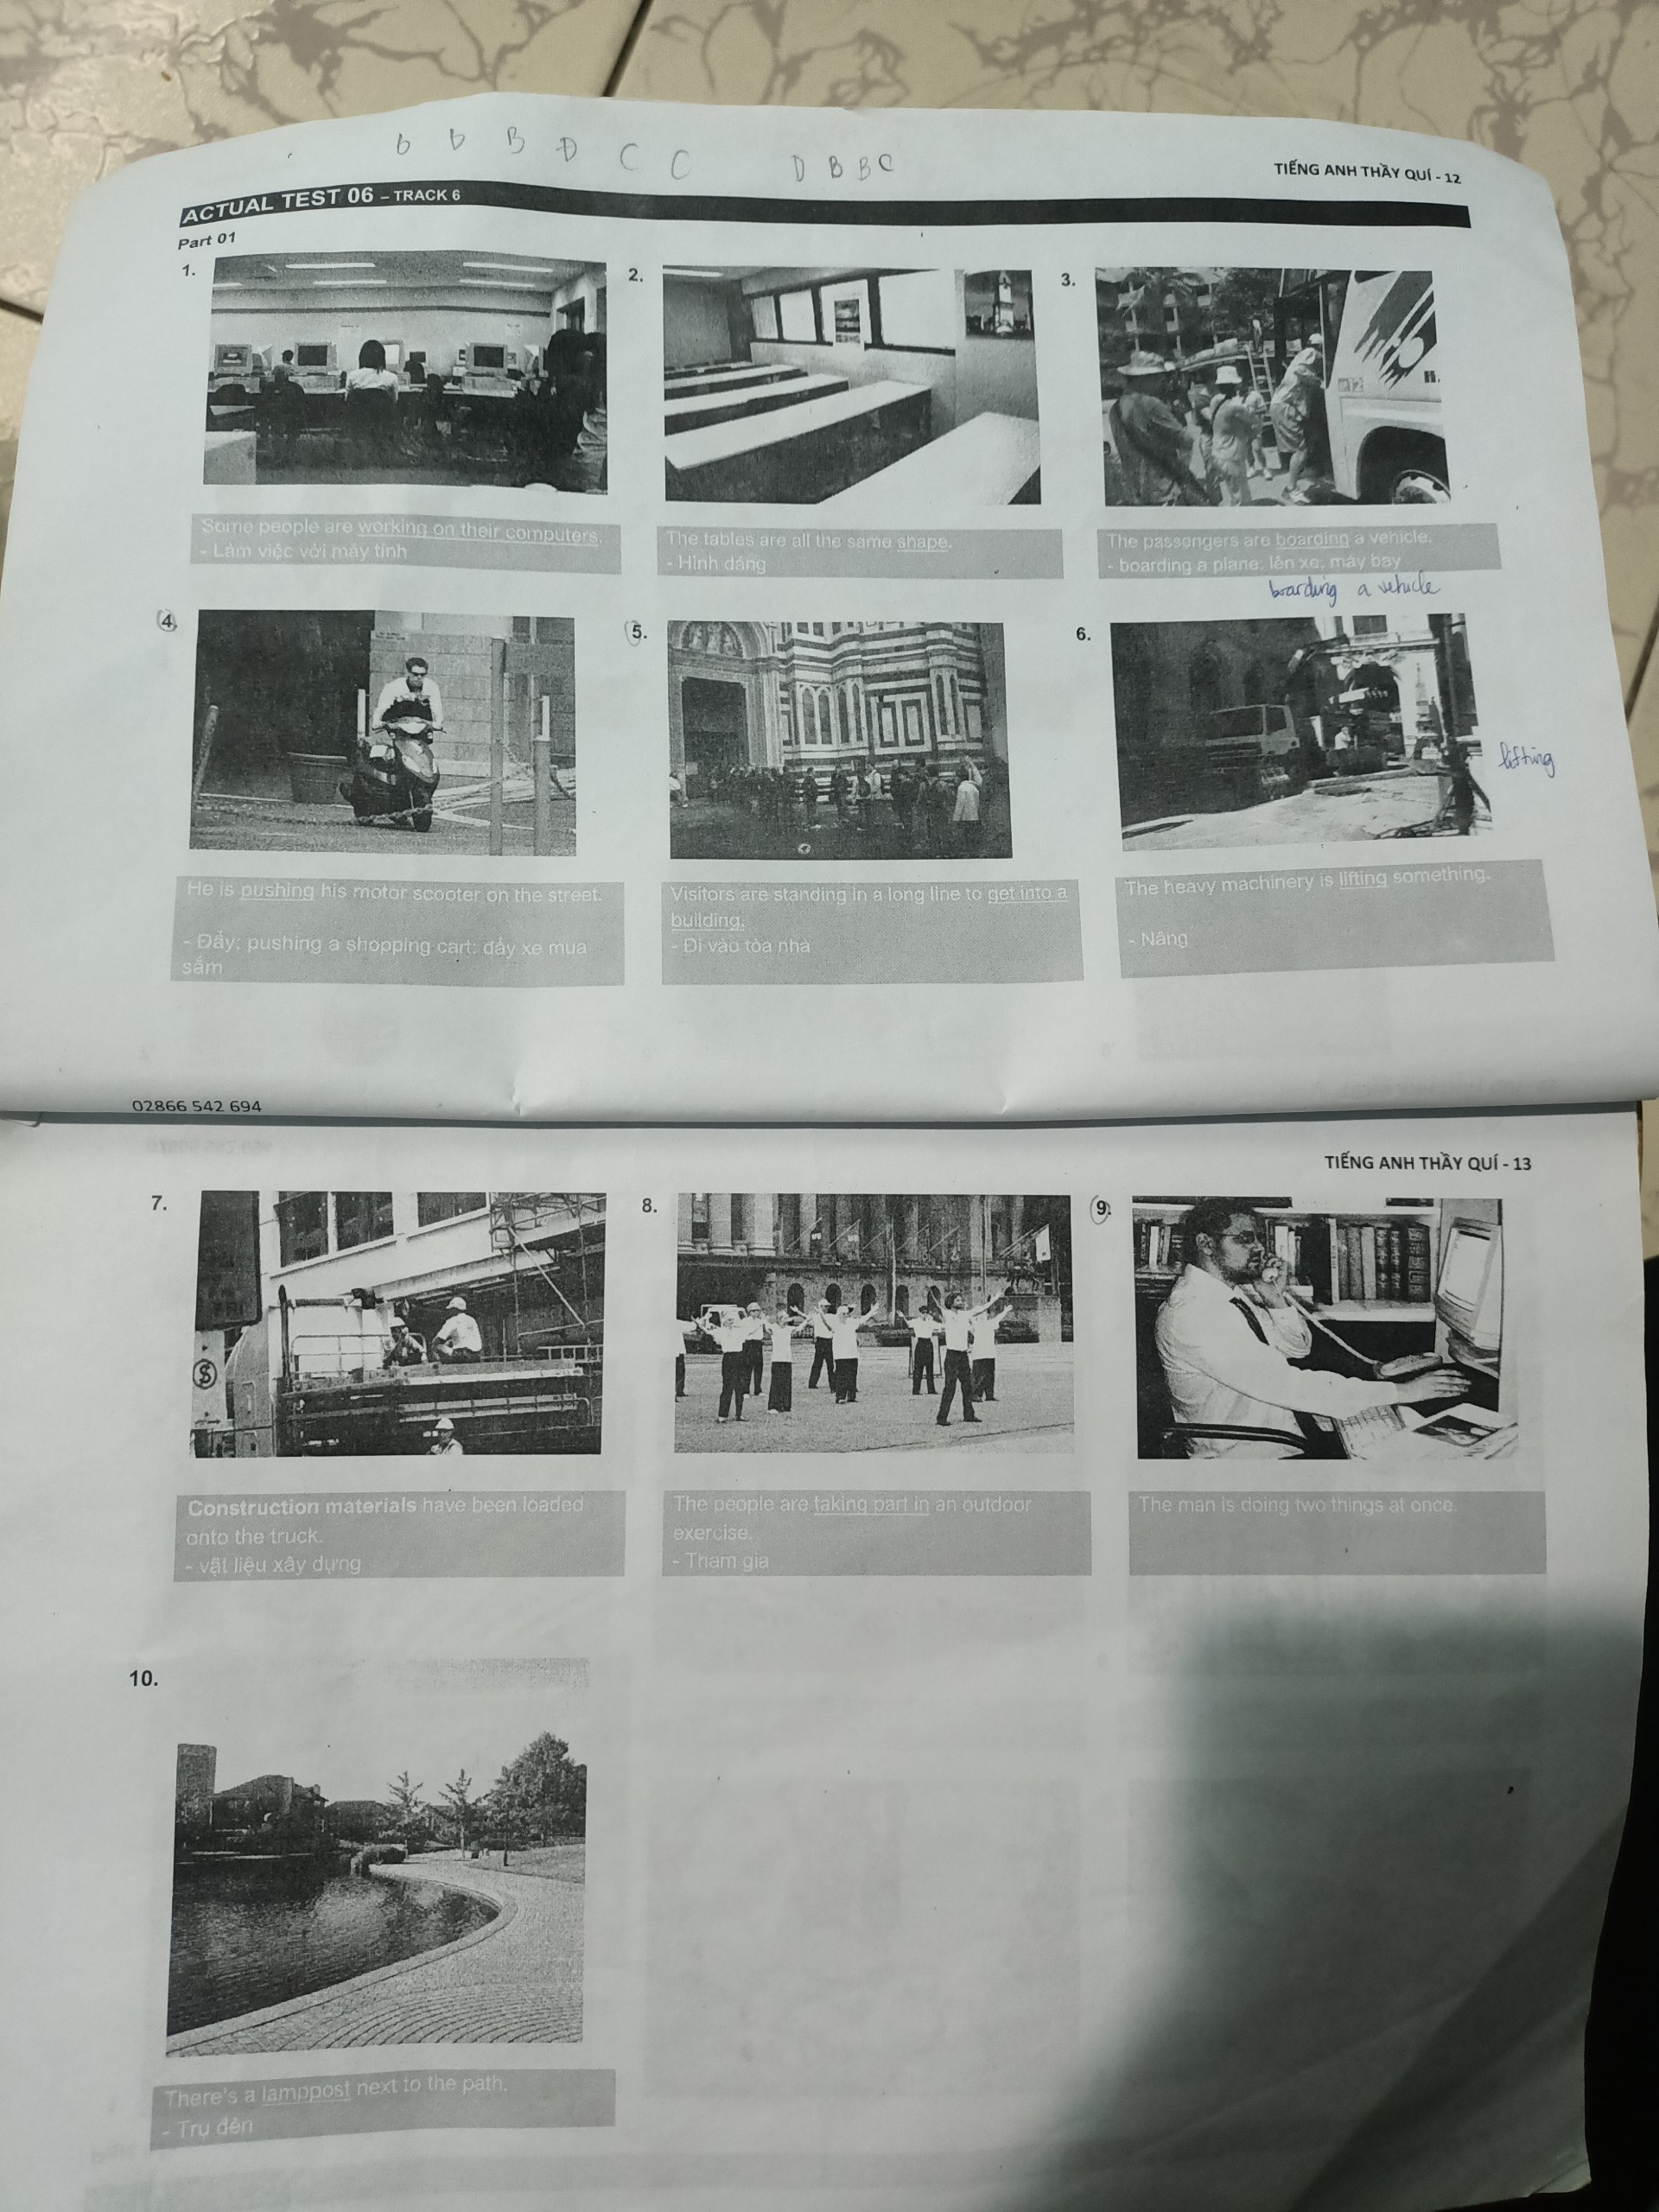 D D B D C C D B B C
TIẾNG ANH THẦY QUÍ - 12
ACTUAL TEST 06 – TRACK 6
Part 01
1.
2.
3.
Some people are working on their computers.
- Làm việc với máy tính
The tables are all the same shape.
- Hình dáng
The passengers are boarding a vehicle.
- boarding a plane: lên xe, máy bay
boarding a vehicle
4.
5.
6.
lifting
He is pushing his motor scooter on the street.
- Đẩy: pushing a shopping cart: đẩy xe mua
sắm
Visitors are standing in a long line to get into a
building.
- Đi vào tòa nhà
The heavy machinery is lifting something.
- Nâng
02866 542 694
TIẾNG ANH THẦY QUÍ - 13
7.
8.
9.
Construction materials have been loaded
onto the truck.
- vật liệu xây dựng
The people are taking part in an outdoor
exercise.
- Tham gia
The man is doing two things at once.
10.
There's a lamppost next to the path.
- Trụ đèn